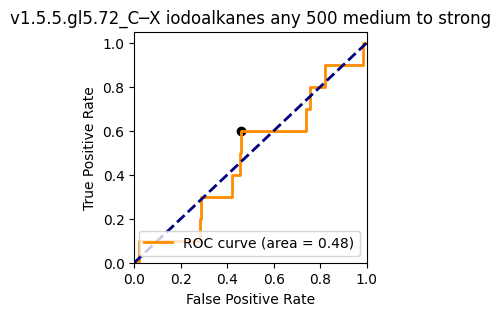 v1.5.5.gl5.72_C─X iodoalkanes any 500 medium to strong
1.0
0.8
0.6
0.4
0.2
0.0
True Positive Rate
ROC curve (area = 0.48)
0.0 0.2 0.4 0.6 0.8 1.0
False Positive Rate